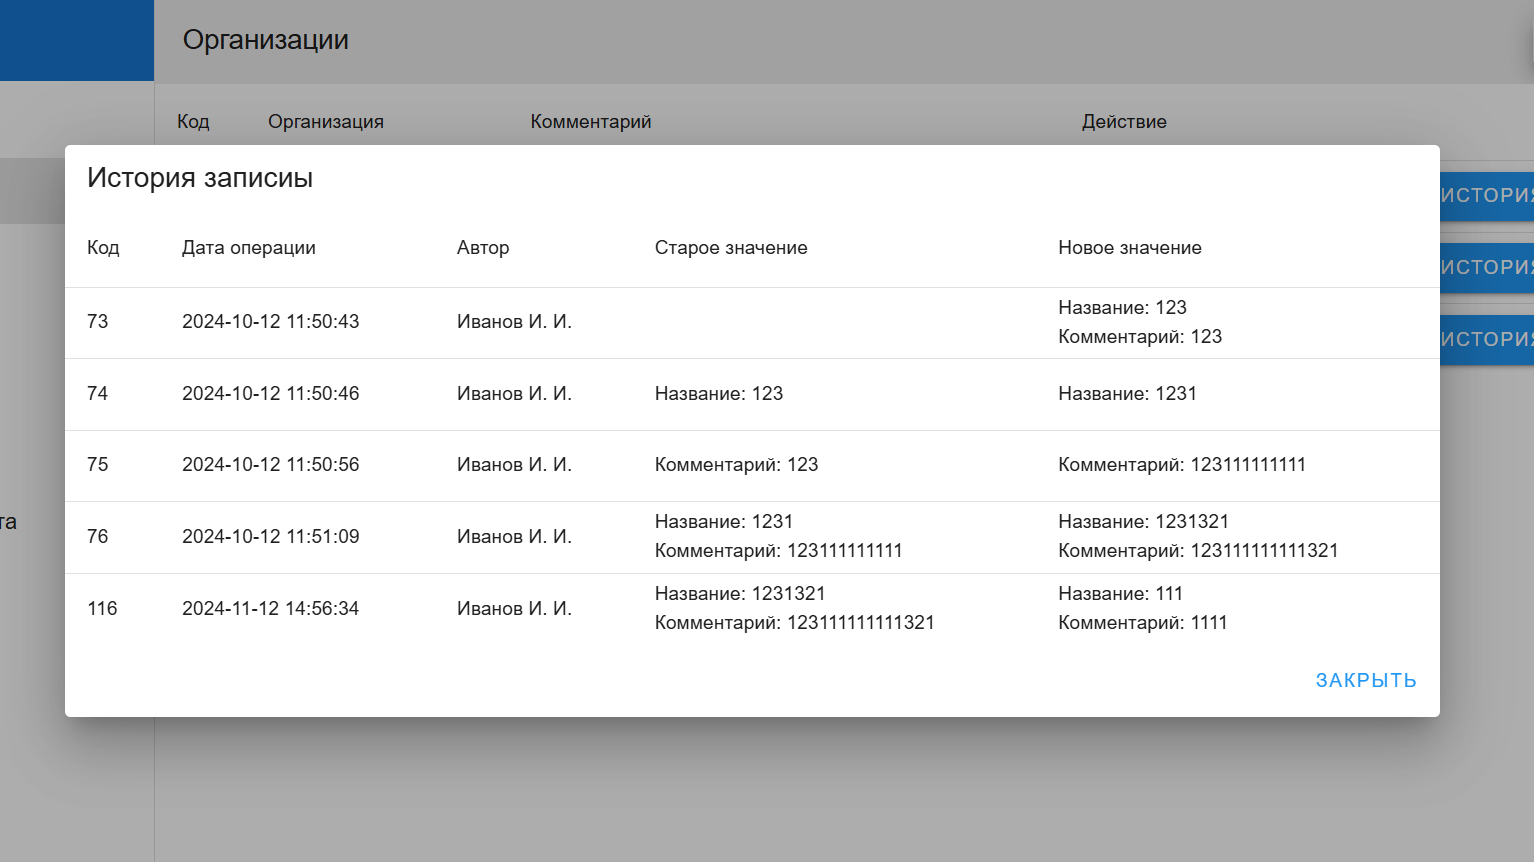 Организации
Код Организация Комментарий Действие
История записиы
Код Дата операции Автор Старое значение Новое значение
73 2024-10-12 11:50:43 Иванов И. И. Название: 123
Комментарий: 123
74 2024-10-12 11:50:46 Иванов И. И. Название: 123 Название: 1231
75 2024-10-12 11:50:56 Иванов И. И. Комментарий: 123 Комментарий: 123111111111
76 2024-10-12 11:51:09 Иванов И. И. Название: 1231 Название: 1231321
Комментарий: 123111111111 Комментарий: 123111111111321
116 2024-11-12 14:56:34 Иванов И. И. Название: 1231321 Название: 111
Комментарий: 123111111111321 Комментарий: 1111
ЗАКРЫТЬ
ИСТОРИЯ
ИСТОРИЯ
ИСТОРИЯ
та